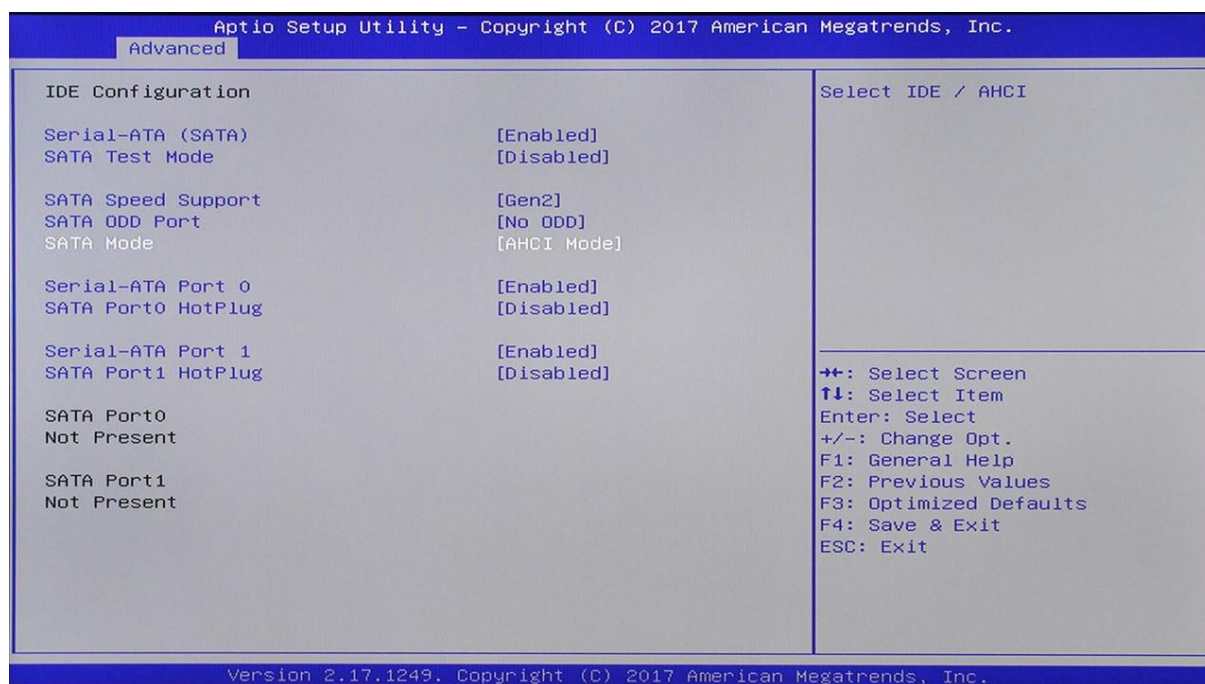 Aptio Setup Utility – Copyright (C) 2017 American Megatrends, Inc.
Advanced
IDE Configuration
Serial-ATA (SATA) [Enabled]
SATA Test Mode [Disabled]
SATA Speed Support [Gen2]
SATA ODD Port [No ODD]
SATA Mode [AHCI Mode]
Serial-ATA Port 0 [Enabled]
SATA Port0 HotPlug [Disabled]
Serial-ATA Port 1 [Enabled]
SATA Port1 HotPlug [Disabled]
SATA Port0
Not Present
SATA Port1
Not Present
Select IDE / AHCI
→←: Select Screen
↑↓: Select Item
Enter: Select
+/-: Change Opt.
F1: General Help
F2: Previous Values
F3: Optimized Defaults
F4: Save & Exit
ESC: Exit
Version 2.17.1249. Copyright (C) 2017 American Megatrends, Inc.